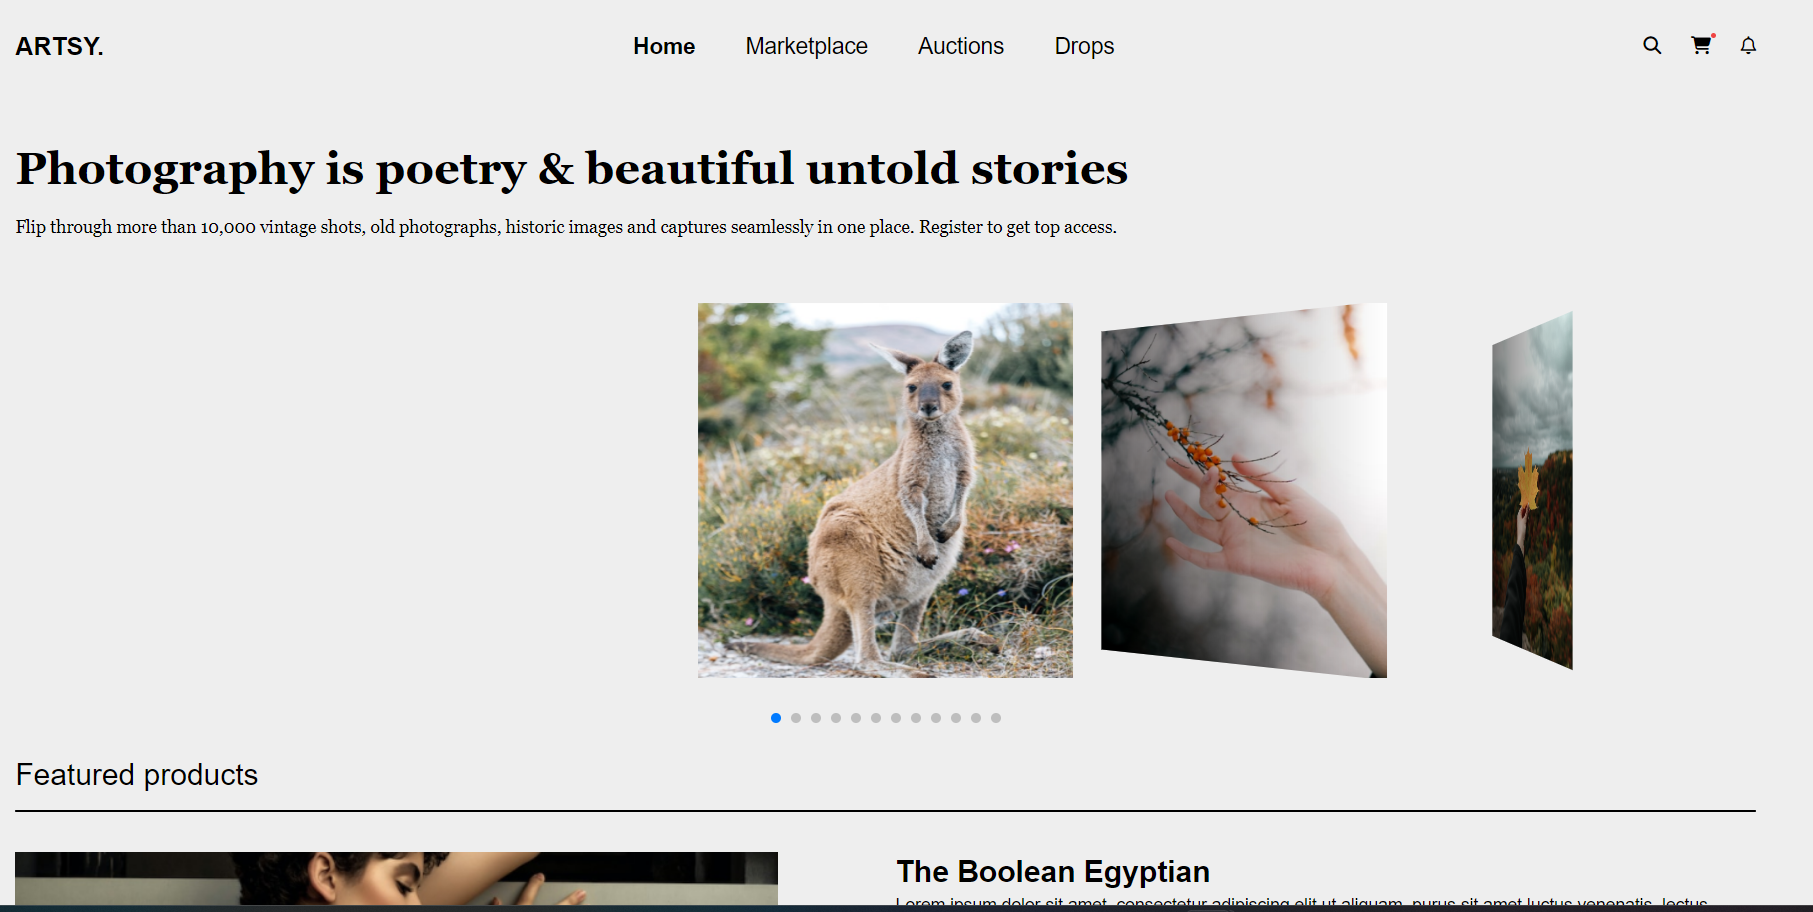 ARTSY.
Home Marketplace Auctions Drops
Photography is poetry & beautiful untold stories
Flip through more than 10,000 vintage shots, old photographs, historic images and captures seamlessly in one place. Register to get top access.
Featured products
The Boolean Egyptian
Lorem ipsum dolor sit amet, consectetur adipiscing elit ut aliquam, purus sit amet luctus venenatis, lectus